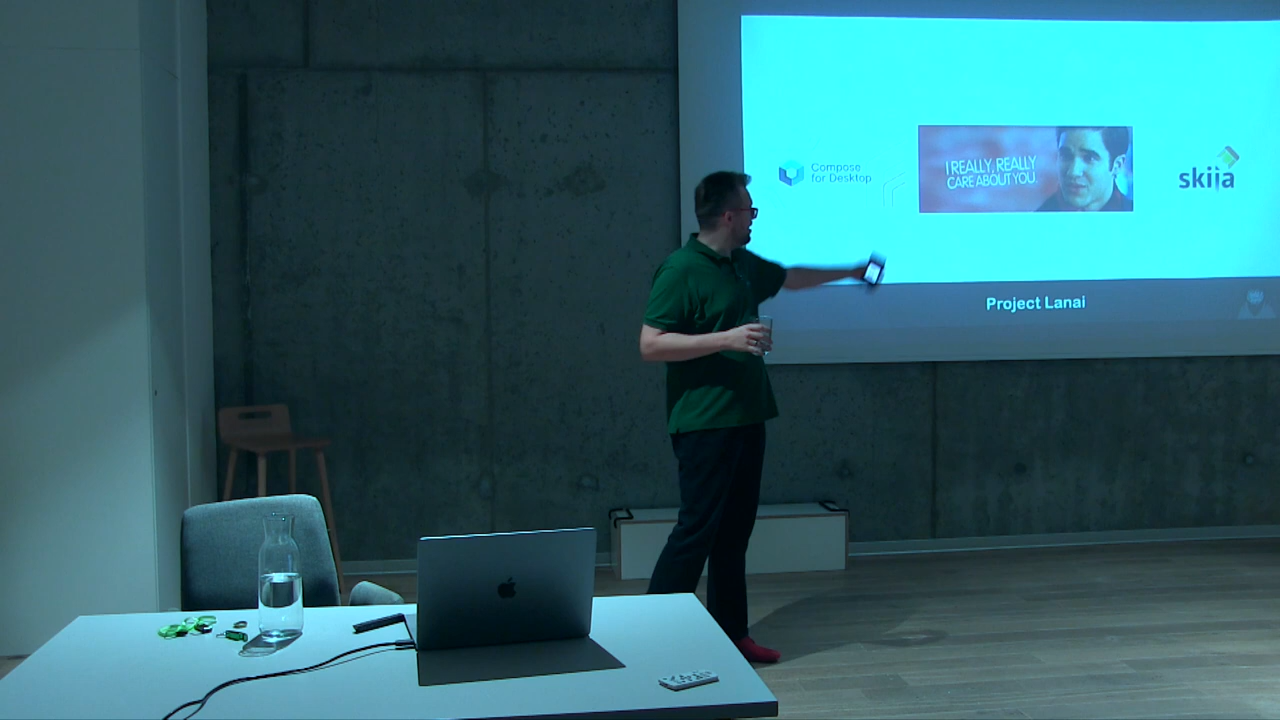 Compose
for Desktop
I REALLY, REALLY
CARE ABOUT YOU.
skija
Project Lanai